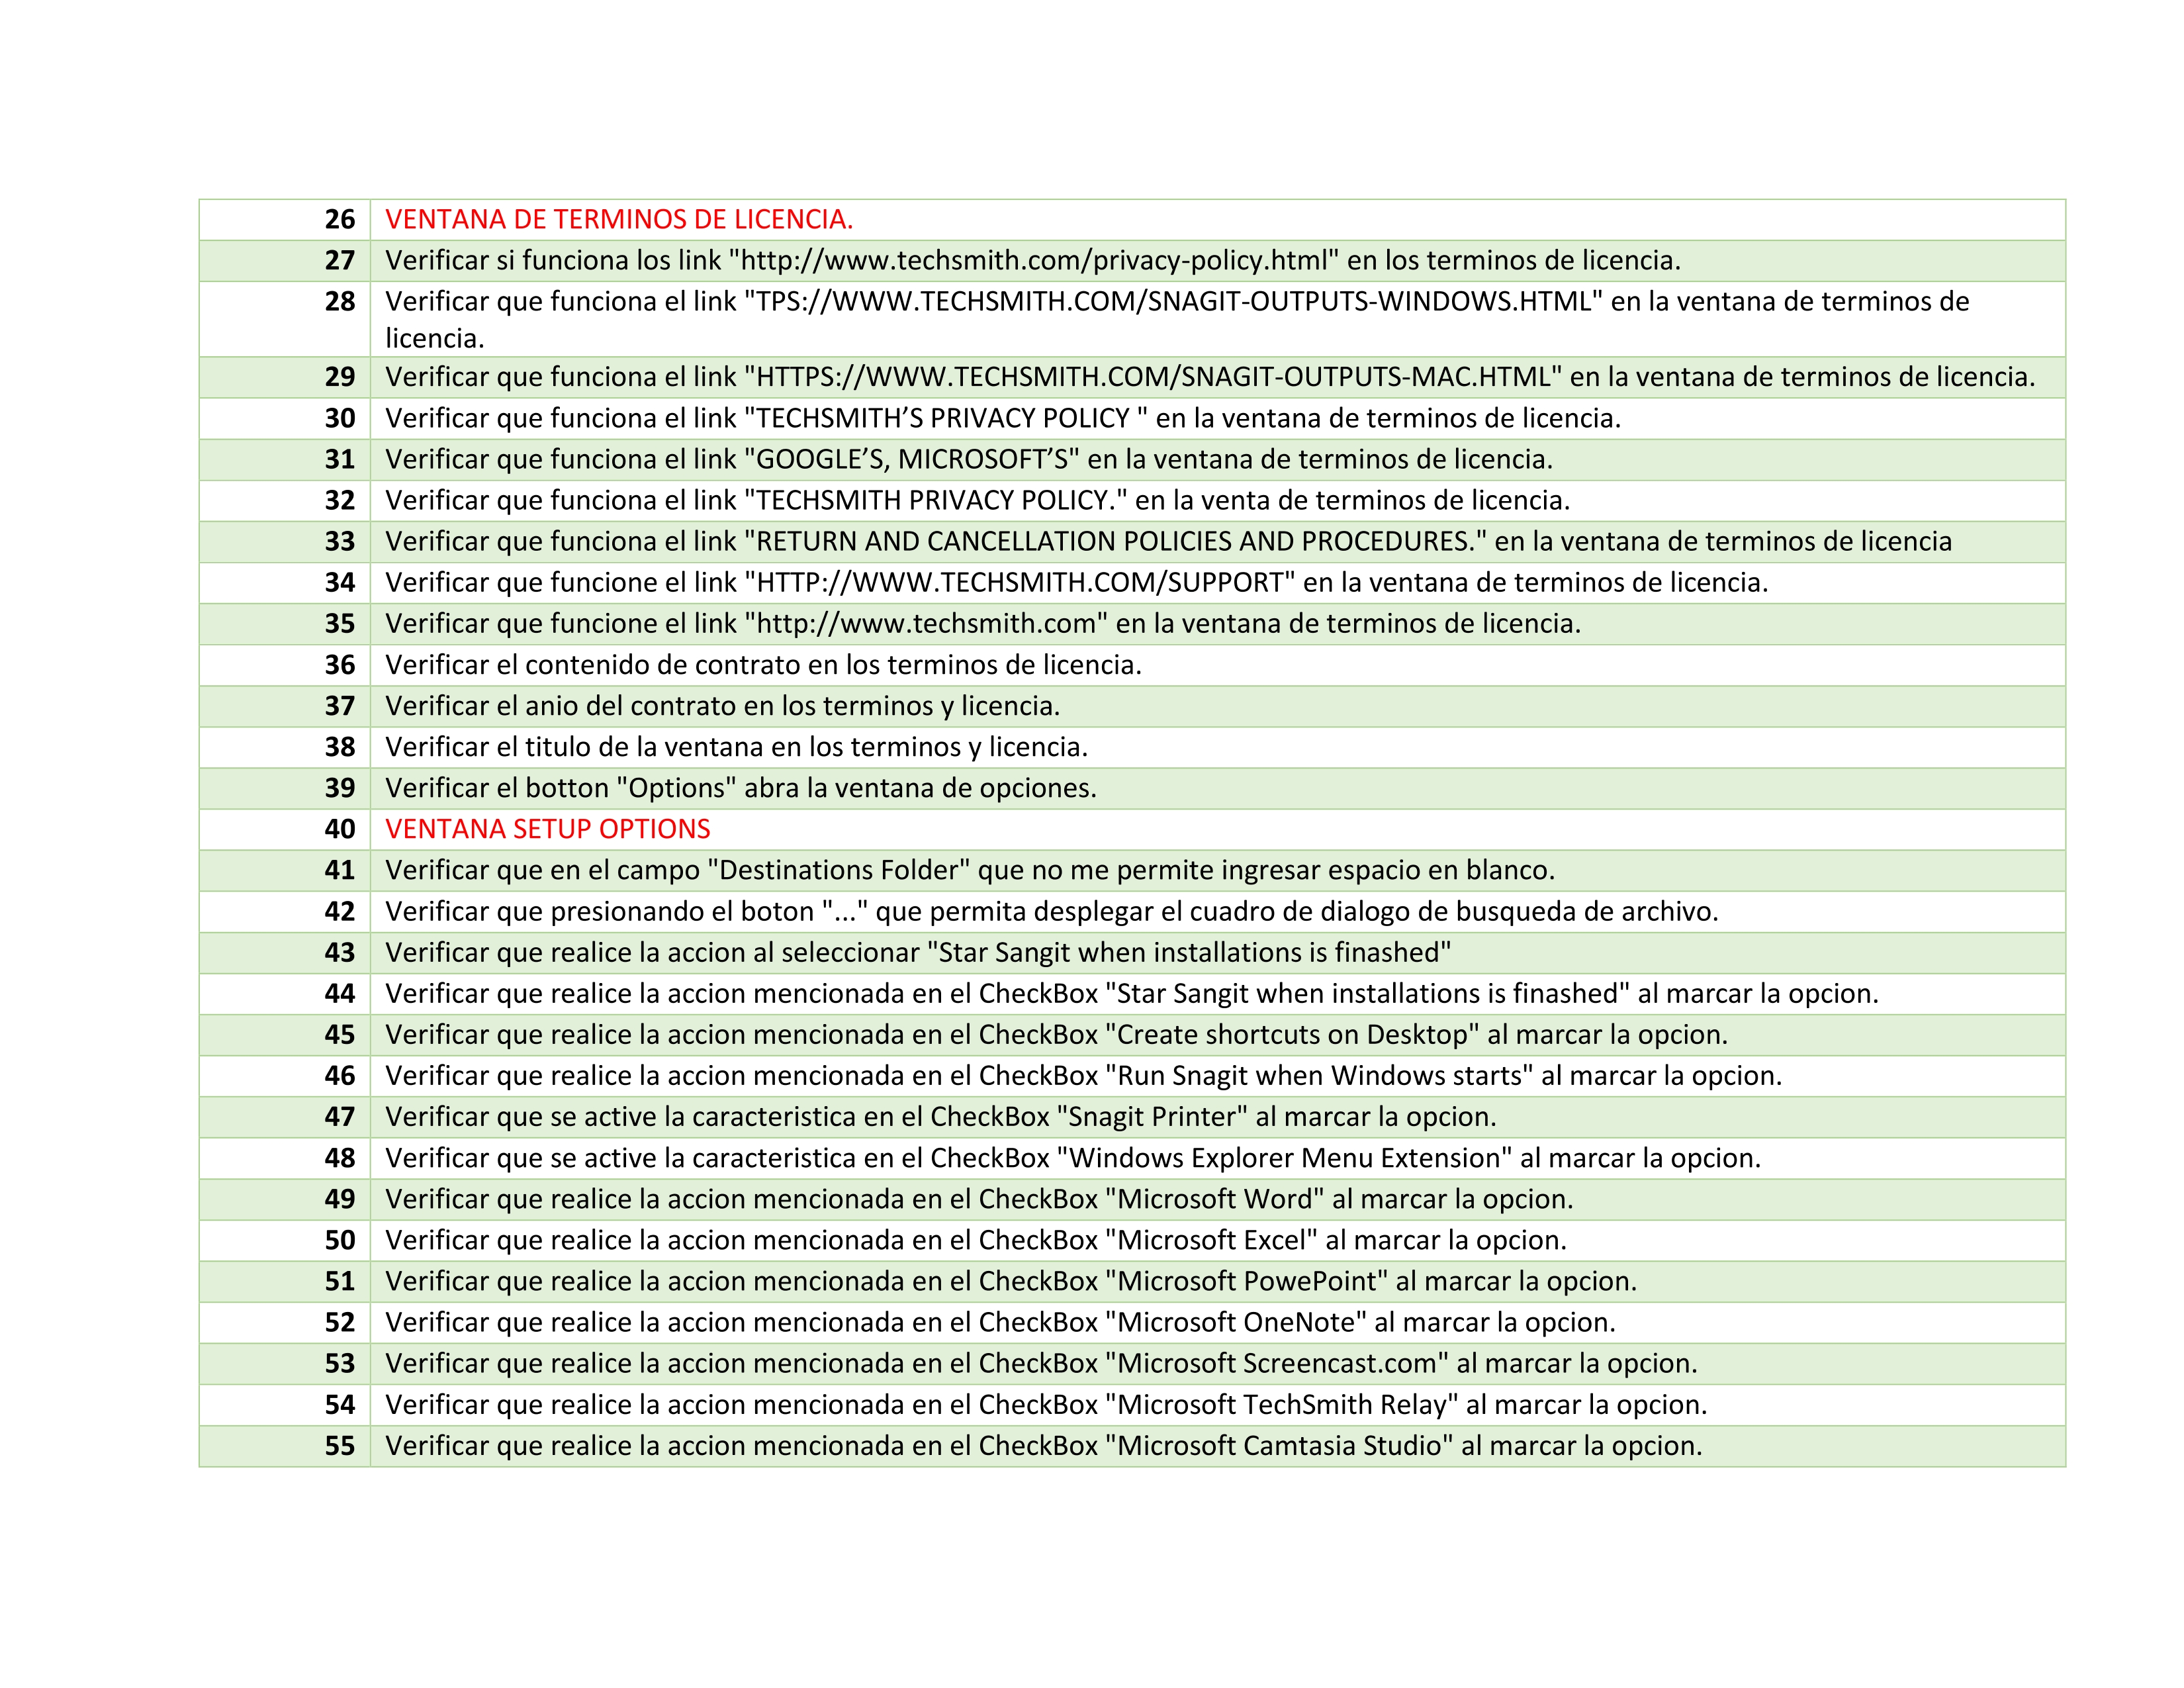 26 VENTANA DE TERMINOS DE LICENCIA.
27 Verificar si funciona los link "http://www.techsmith.com/privacy-policy.html" en los terminos de licencia.
28 Verificar que funciona el link "TPS://WWW.TECHSMITH.COM/SNAGIT-OUTPUTS-WINDOWS.HTML" en la ventana de terminos de
licencia.
29 Verificar que funciona el link "HTTPS://WWW.TECHSMITH.COM/SNAGIT-OUTPUTS-MAC.HTML" en la ventana de terminos de licencia.
30 Verificar que funciona el link "TECHSMITH’S PRIVACY POLICY " en la ventana de terminos de licencia.
31 Verificar que funciona el link "GOOGLE’S, MICROSOFT’S" en la ventana de terminos de licencia.
32 Verificar que funciona el link "TECHSMITH PRIVACY POLICY." en la venta de terminos de licencia.
33 Verificar que funciona el link "RETURN AND CANCELLATION POLICIES AND PROCEDURES." en la ventana de terminos de licencia
34 Verificar que funcione el link "HTTP://WWW.TECHSMITH.COM/SUPPORT" en la ventana de terminos de licencia.
35 Verificar que funcione el link "http://www.techsmith.com" en la ventana de terminos de licencia.
36 Verificar el contenido de contrato en los terminos de licencia.
37 Verificar el anio del contrato en los terminos y licencia.
38 Verificar el titulo de la ventana en los terminos y licencia.
39 Verificar el botton "Options" abra la ventana de opciones.
40 VENTANA SETUP OPTIONS
41 Verificar que en el campo "Destinations Folder" que no me permite ingresar espacio en blanco.
42 Verificar que presionando el boton "..." que permita desplegar el cuadro de dialogo de busqueda de archivo.
43 Verificar que realice la accion al seleccionar "Star Sangit when installations is finashed"
44 Verificar que realice la accion mencionada en el CheckBox "Star Sangit when installations is finashed" al marcar la opcion.
45 Verificar que realice la accion mencionada en el CheckBox "Create shortcuts on Desktop" al marcar la opcion.
46 Verificar que realice la accion mencionada en el CheckBox "Run Snagit when Windows starts" al marcar la opcion.
47 Verificar que se active la caracteristica en el CheckBox "Snagit Printer" al marcar la opcion.
48 Verificar que se active la caracteristica en el CheckBox "Windows Explorer Menu Extension" al marcar la opcion.
49 Verificar que realice la accion mencionada en el CheckBox "Microsoft Word" al marcar la opcion.
50 Verificar que realice la accion mencionada en el CheckBox "Microsoft Excel" al marcar la opcion.
51 Verificar que realice la accion mencionada en el CheckBox "Microsoft PowePoint" al marcar la opcion.
52 Verificar que realice la accion mencionada en el CheckBox "Microsoft OneNote" al marcar la opcion.
53 Verificar que realice la accion mencionada en el CheckBox "Microsoft Screencast.com" al marcar la opcion.
54 Verificar que realice la accion mencionada en el CheckBox "Microsoft TechSmith Relay" al marcar la opcion.
55 Verificar que realice la accion mencionada en el CheckBox "Microsoft Camtasia Studio" al marcar la opcion.